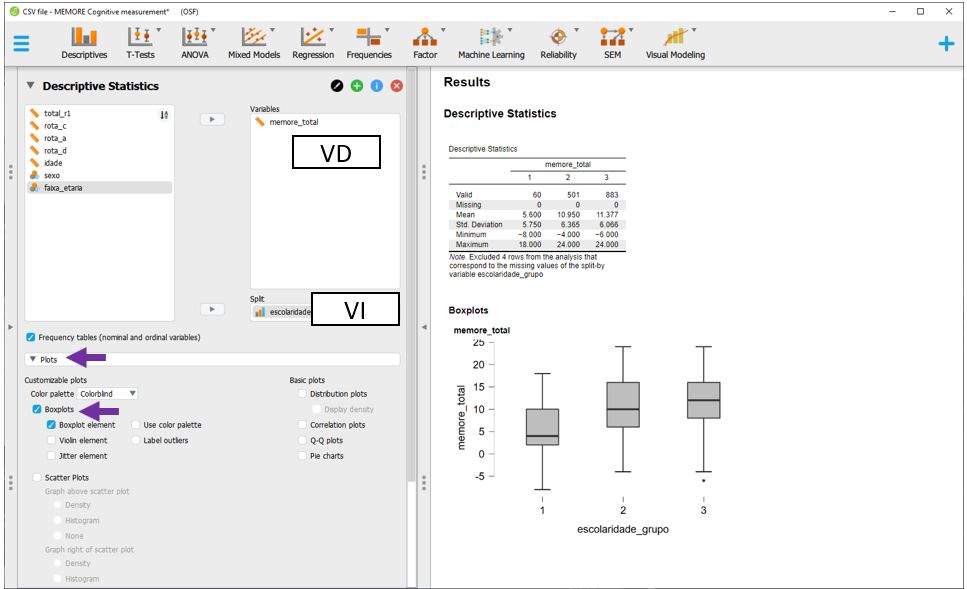 CSV file - MEMORE Cognitive measurement* (OSF)
Descriptives T-Tests ANOVA Mixed Models Regression Frequencies Factor Machine Learning Reliability SEM Visual Modeling
Descriptive Statistics
total_r1
rota_c
rota_a
rota_d
idade
sexo
faixa_etaria
Variables
memore_total
VD
Split
escolaridade
VI
Frequency tables (nominal and ordinal variables)
Plots
Customizable plots
Color palette Colorblind
Boxplots
Boxplot element Use color palette
Violin element Label outliers
Jitter element
Scatter Plots
Graph above scatter plot
Density
Histogram
None
Graph right of scatter plot
Density
Histogram
Basic plots
Distribution plots
Display density
Correlation plots
Q-Q plots
Pie charts
Results
Descriptive Statistics
Descriptive Statistics
memore_total
1 2 3
Valid 60 501 883
Missing 0 0 0
Mean 5.600 10.950 11.377
Std. Deviation 5.750 6.365 6.066
Minimum −8.000 −4.000 −6.000
Maximum 18.000 24.000 24.000
Note. Excluded 4 rows from the analysis that
correspond to the missing values of the split-by
variable escolaridade_grupo
Boxplots
memore_total
25
20
15
10
5
0
-5
memore_total
1 2 3
escolaridade_grupo